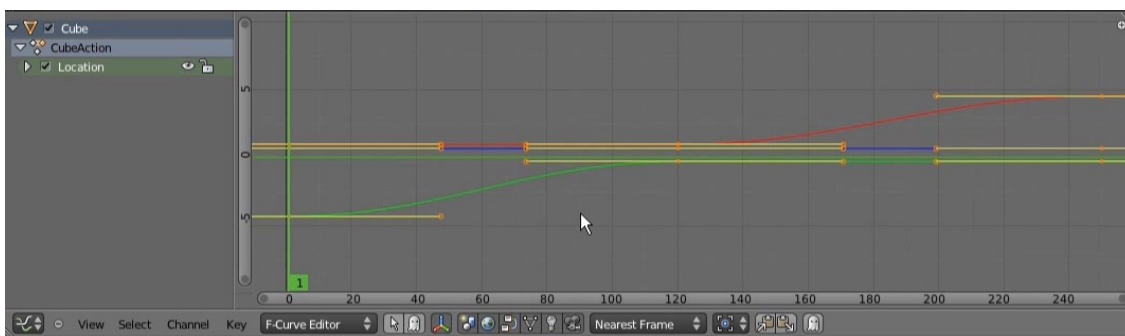 Cube
CubeAction
Location
5
0
-5
1
0 20 40 60 80 100 120 140 160 180 200 220 240
View Select Channel Key F-Curve Editor Nearest Frame